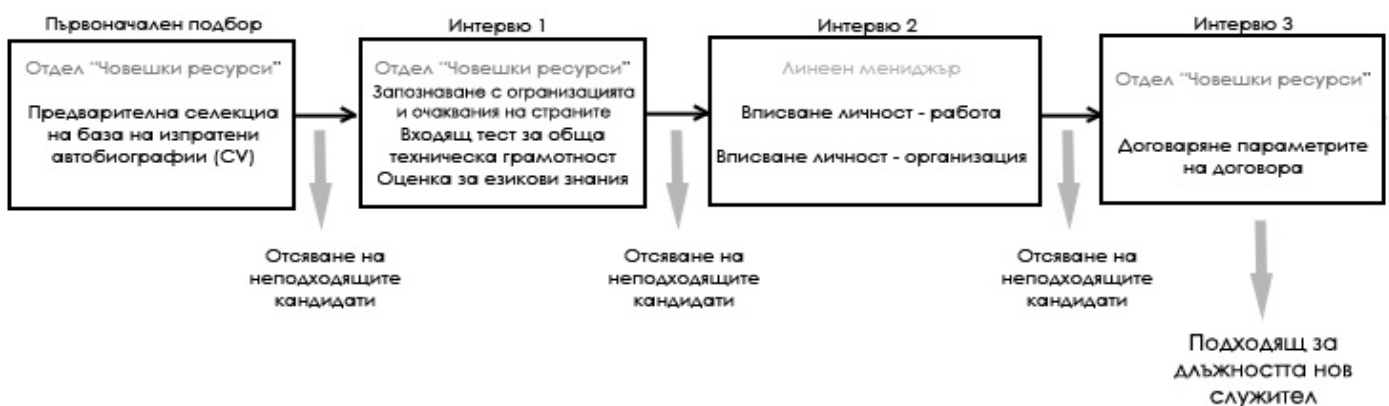 Първоначален подбор
Отдел "Човешки ресурси"
Предварителна селекция
на база на изпратени
автобиографии (CV)
Интервю 1
Отдел "Човешки ресурси"
Запознаване с огранизацията
и очаквания на страните
Входящ тест за обща
техническа грамотност
Оценка за езикови знания
Интервю 2
Линеен мениджър
Вписване личност - работа
Вписване личност - организация
Интервю 3
Отдел "Човешки ресурси"
Договаряне параметрите
на договора
Отсяване на
неподходящите
кандидати
Отсяване на
неподходящите
кандидати
Отсяване на
неподходящите
кандидати
Подходящ за
длъжността нов
служител